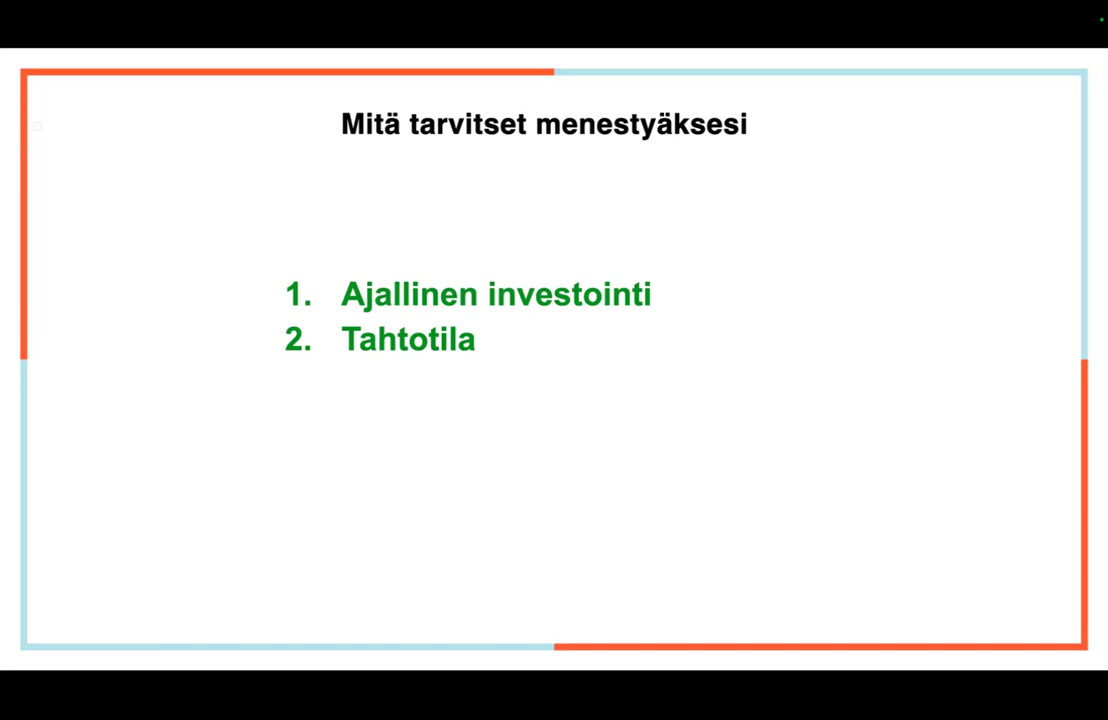 Mitä tarvitset menestyäksesi
1. Ajallinen investointi
2. Tahtotila